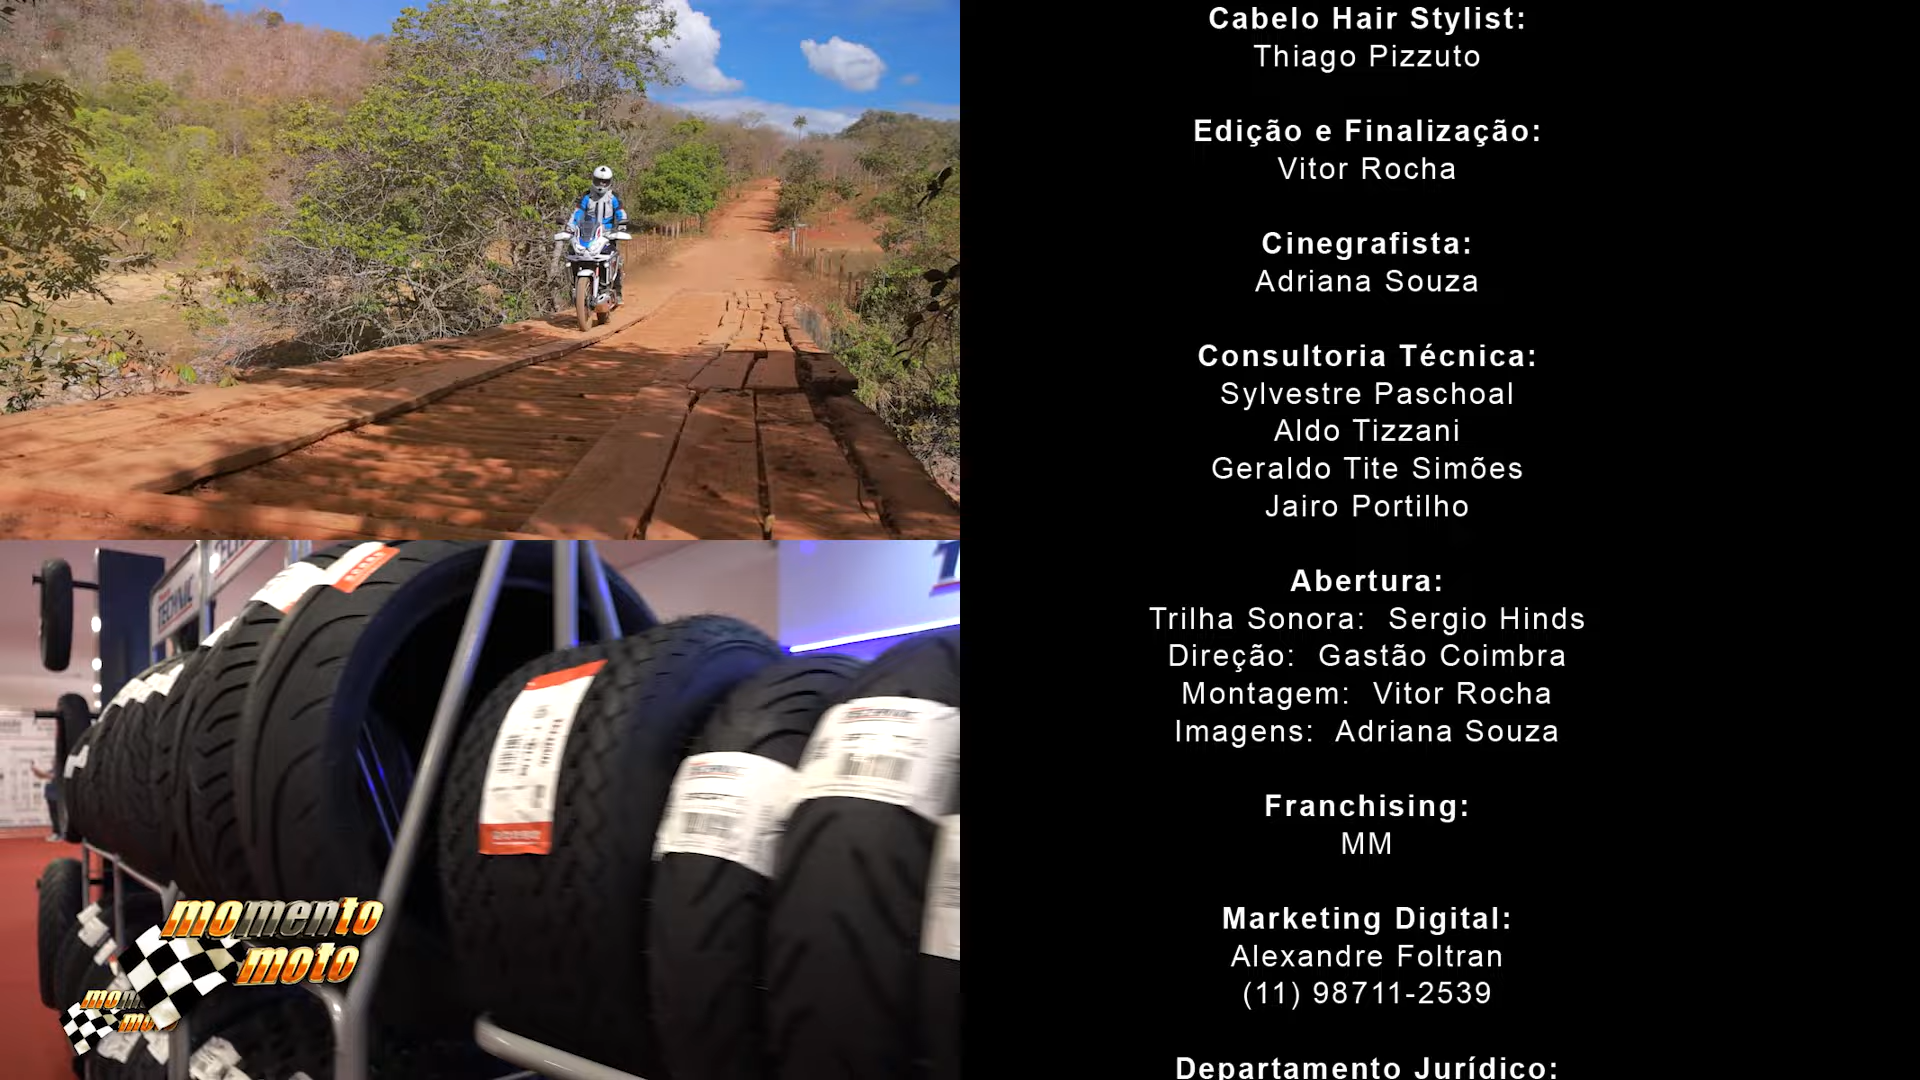 Cabelo Hair Stylist:
Thiago Pizzuto
Edição e Finalização:
Vitor Rocha
Cinegrafista:
Adriana Souza
Consultoria Técnica:
Sylvestre Paschoal
Aldo Tizzani
Geraldo Tite Simões
Jairo Portilho
Abertura:
Trilha Sonora: Sergio Hinds
Direção: Gastão Coimbra
Montagem: Vitor Rocha
Imagens: Adriana Souza
Franchising:
MM
Marketing Digital:
Alexandre Foltran
(11) 98711-2539
Departamento Jurídico:
TECHNIC
momento
moto